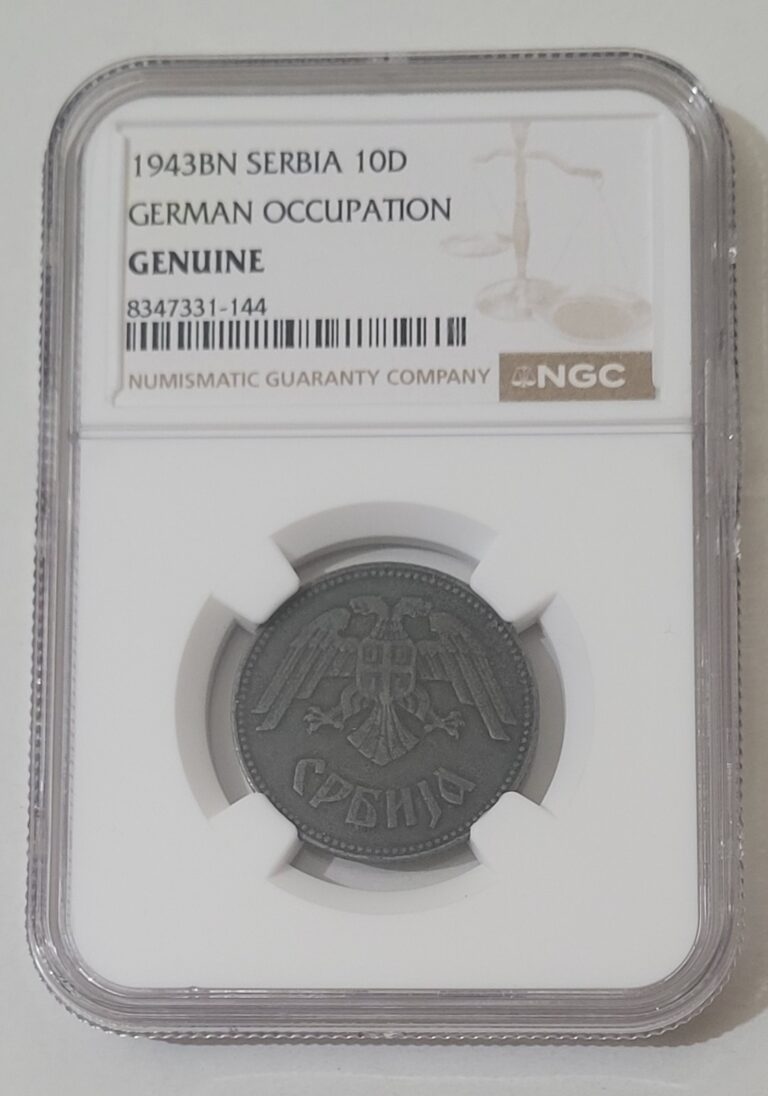 1943BN SERBIA 10D
GERMAN OCCUPATION
GENUINE
8347331-144
NUMISMATIC GUARANTY COMPANY NGC
СРБИЈА